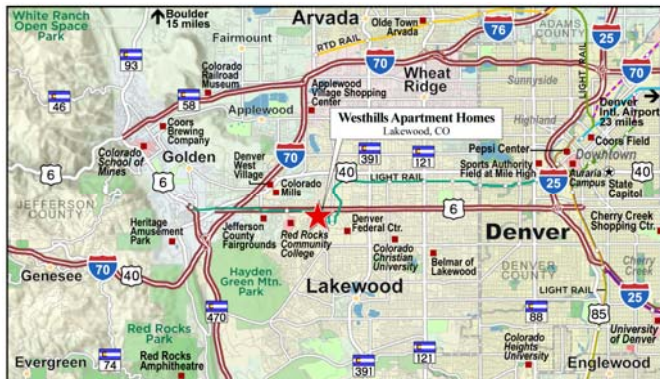 White Ranch
Open Space
Park
Boulder
15 miles
Arvada
Olde Town
Arvada
76
ADAMS
COUNTY
25
Fairmount
RTD RAIL
LIGHT RAIL
93
70
Wheat
Ridge
Sunnyside
70
Colorado
Railroad
Museum
Applewood
Village Shopping
Center
46
58
Applewood
Highland
Denver
Intl. Airport
23 miles
Coors
Brewing
Company
Westhills Apartment Homes
Lakewood, CO
Coors Field
Colorado
School of
Mines
Golden
70
Denver
West
Village
40
391
121
Pepsi Center
Downtown
6
6
Colorado
Mills
LIGHT RAIL
Sports Authority
Field at Mile High
Auraria
Campus
State
Capitol
40
JEFFERSON
COUNTY
25
6
Heritage
Amusement
Park
Jefferson
County
Fairgrounds
Red Rocks
Community
College
Denver
Federal Ctr.
Colorado
Christian
University
Denver
Cherry Creek
Shopping Ctr.
Belmar of
Lakewood
DENVER
COUNTY
Cherry
Creek
70
40
Genesee
Hayden
Green Mtn.
Park
Lakewood
LIGHT RAIL
25
Red Rocks
Park
470
88
85
University
of Denver
Evergreen
74
Red Rocks
Amphitheatre
391
121
Colorado
Heights
University
Englewood